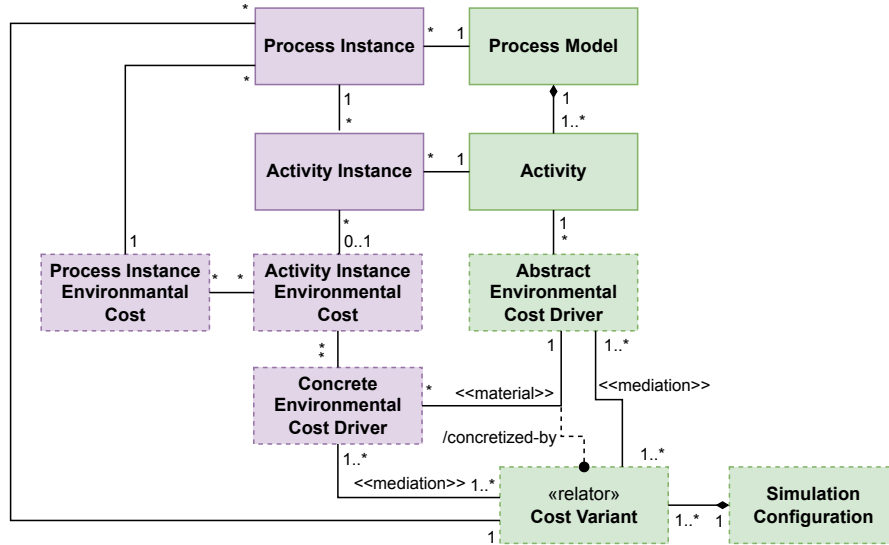 *
Process Instance
*
1
Process Model
*
1
1
*
1..*
Activity Instance
*
1
Activity
*
0..1
1
*
1
Process Instance
Environmantal
Cost
*
*
Activity Instance
Environmental
Cost
Abstract
Environmental
Cost Driver
*
*
1
1..*
Concrete
Environmental
Cost Driver
*
<<material>>
<<mediation>>
/concretized-by
1..*
1..*
<<mediation>>
1..*
«relator»
Cost Variant
1..*
1
Simulation
Configuration
1